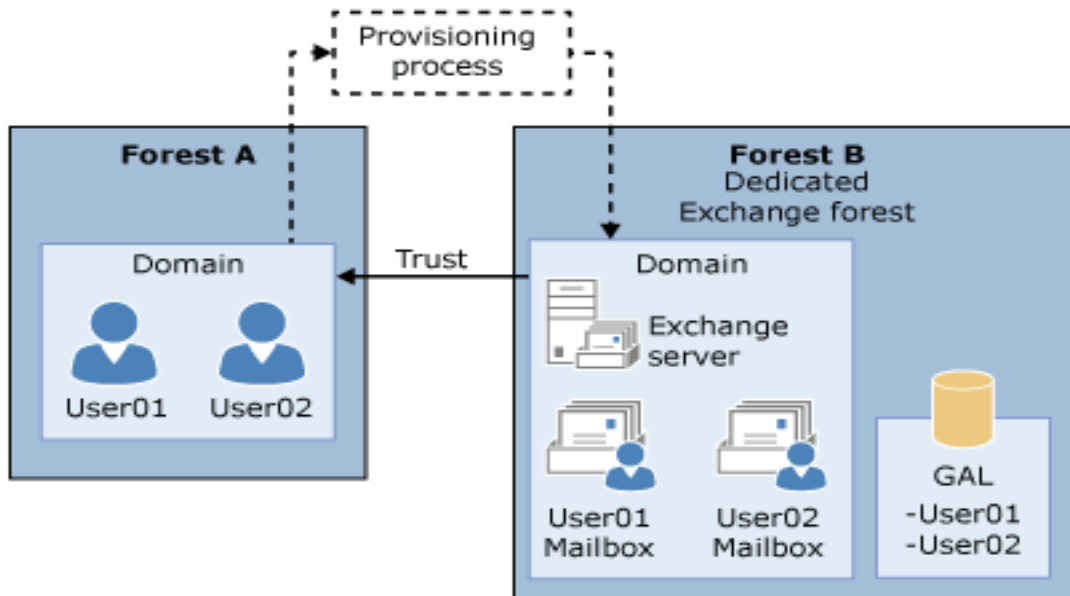 Provisioning
process
Forest A
Domain
User01
User02
Trust
Forest B
Dedicated
Exchange forest
Domain
Exchange
server
User01
Mailbox
User02
Mailbox
GAL
-User01
-User02